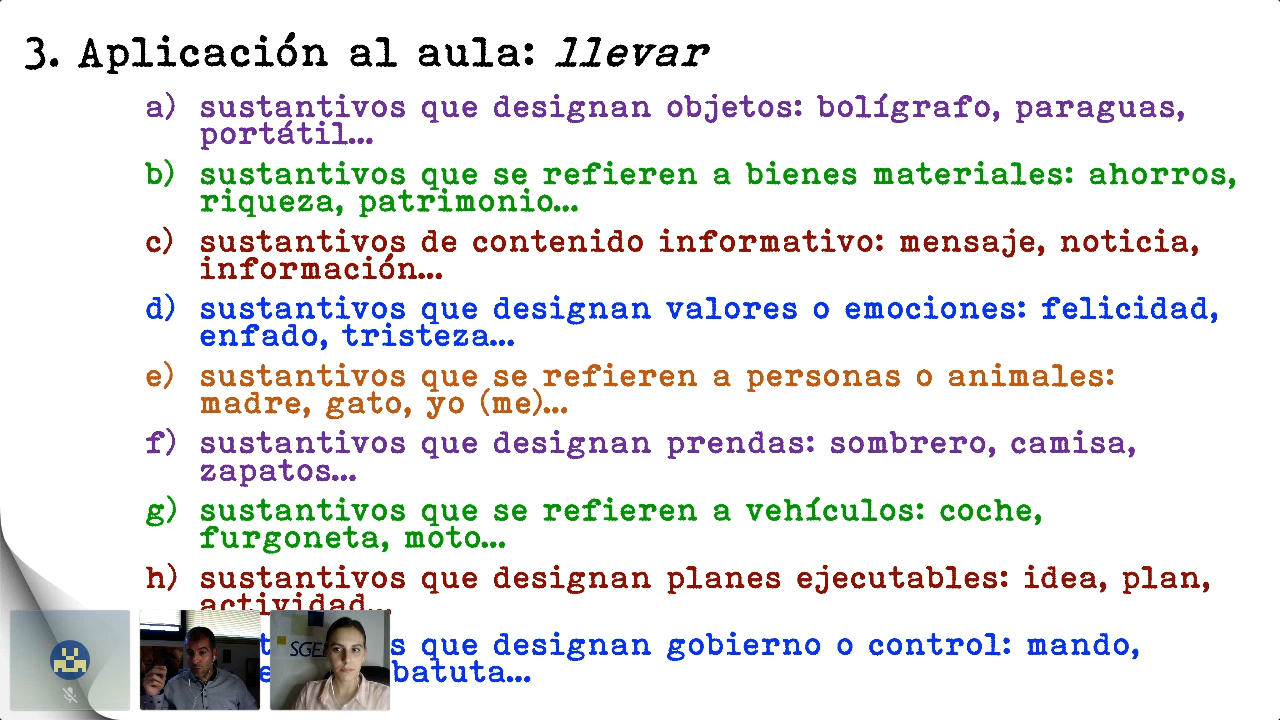 3. Aplicación al aula: llevar
a) sustantivos que designan objetos: bolígrafo, paraguas,
portátil…
b) sustantivos que se refieren a bienes materiales: ahorros,
riqueza, patrimonio…
c) sustantivos de contenido informativo: mensaje, noticia,
información…
d) sustantivos que designan valores o emociones: felicidad,
enfado, tristeza…
e) sustantivos que se refieren a personas o animales:
madre, gato, yo (me)…
f) sustantivos que designan prendas: sombrero, camisa,
zapatos…
g) sustantivos que se refieren a vehículos: coche,
furgoneta, moto…
h) sustantivos que designan planes ejecutables: idea, plan,
actividad…
que designan gobierno o control: mando,
batuta…